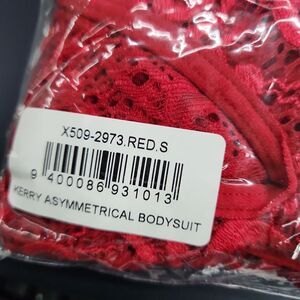 X509-2973.RED.S
9 400086 931013
KERRY ASYMMETRICAL BODYSUIT